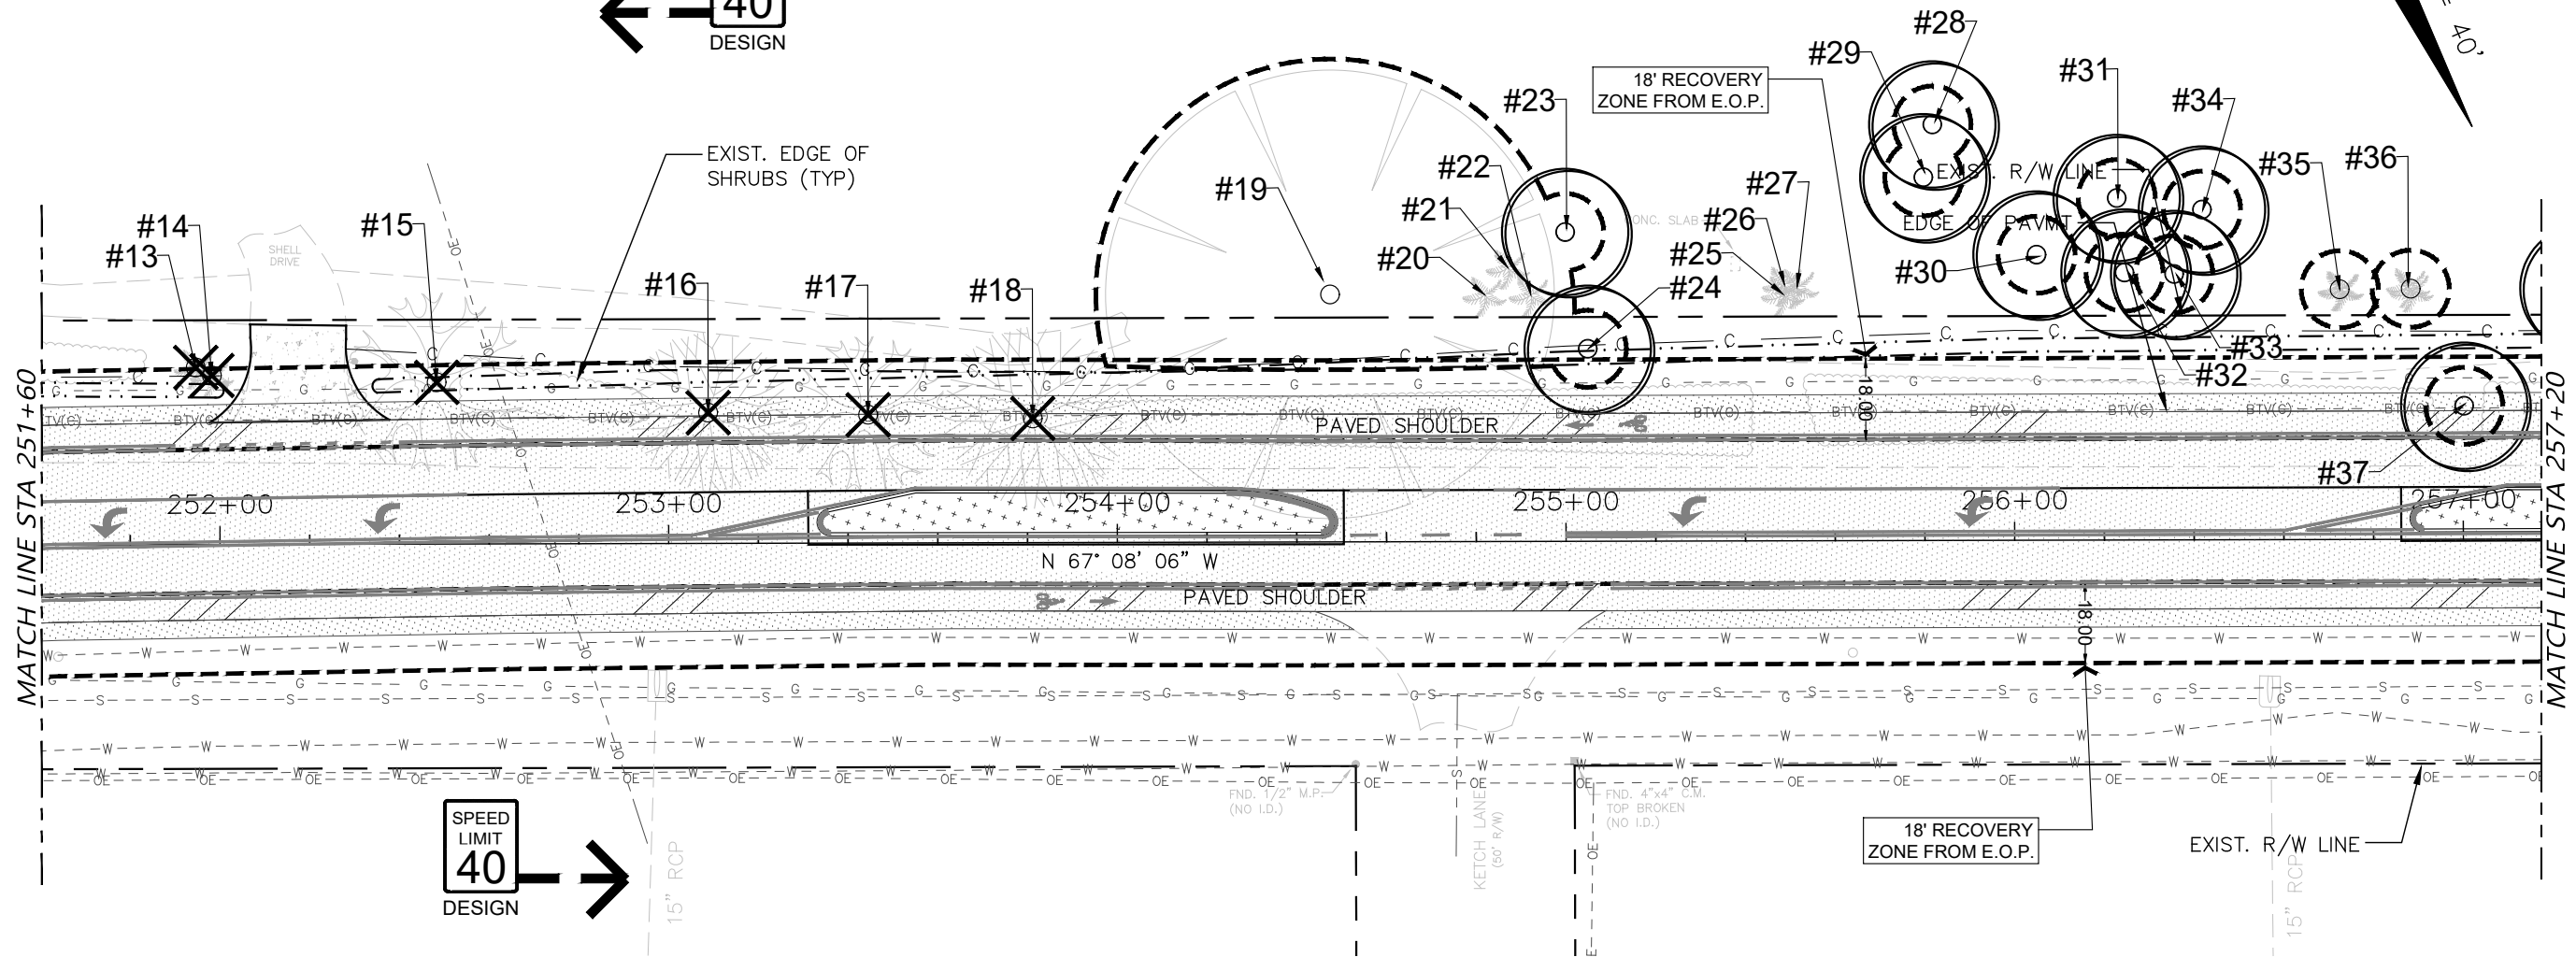 40
DESIGN
= 40'
#28
#29
18' RECOVERY
ZONE FROM E.O.P.
#31
#34
#23
EXIST. EDGE OF
SHRUBS (TYP)
#22
#19
#21
#27
#26
EXIST. R/W LINE
#35
#36
#14
#15
#13
CONC. SLAB
EDGE OF PAVMT
SHELL
DRIVE
#20
#25
#24
#30
#16
#17
#18
#33
#32
18.00
PAVED SHOULDER
#37
MATCH LINE STA 251+60
MATCH LINE STA 257+20
252+00
253+00
254+00
255+00
256+00
257+00
N 67° 08' 06" W
PAVED SHOULDER
18.00
FND. 1/2" M.P.
(NO I.D.)
FND. 4"x4" C.M.
TOP BROKEN
(NO I.D.)
KETCH LANE
(50' R/W)
SPEED
LIMIT
40
DESIGN
15" RCP
18' RECOVERY
ZONE FROM E.O.P.
EXIST. R/W LINE
15" RCP